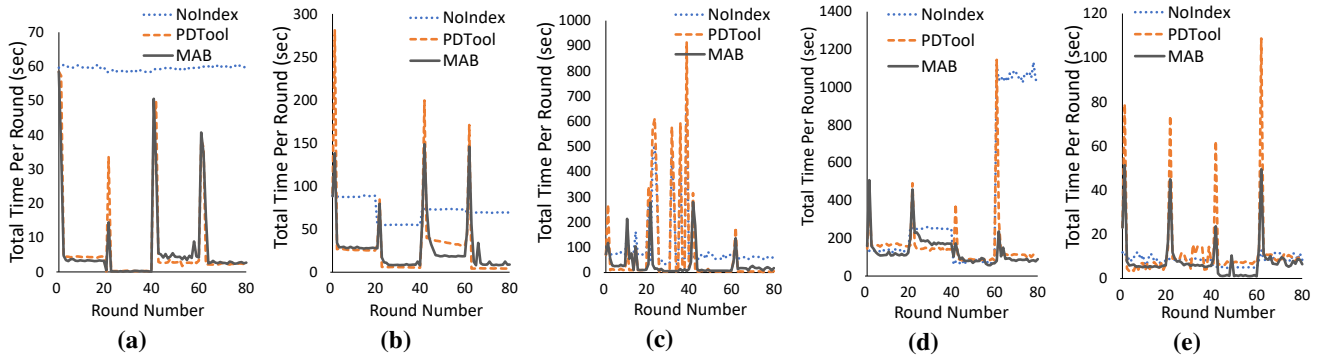 Total Time Per Round (sec)
NoIndex
PDTool
MAB
70
60
50
40
30
20
10
0
0 20 40 60 80
Round Number
(a)
Total Time Per Round (sec)
NoIndex
PDTool
MAB
300
250
200
150
100
50
0
0 20 40 60 80
Round Number
(b)
Total Time Per Round (sec)
NoIndex
PDTool
MAB
1000
900
800
700
600
500
400
300
200
100
0
0 20 40 60 80
Round Number
(c)
Total Time Per Round (sec)
NoIndex
PDTool
MAB
1400
1200
1000
800
600
400
200
0
0 20 40 60 80
Round Number
(d)
Total Time Per Round (sec)
NoIndex
PDTool
MAB
120
100
80
60
40
20
0
0 20 40 60 80
Round Number
(e)